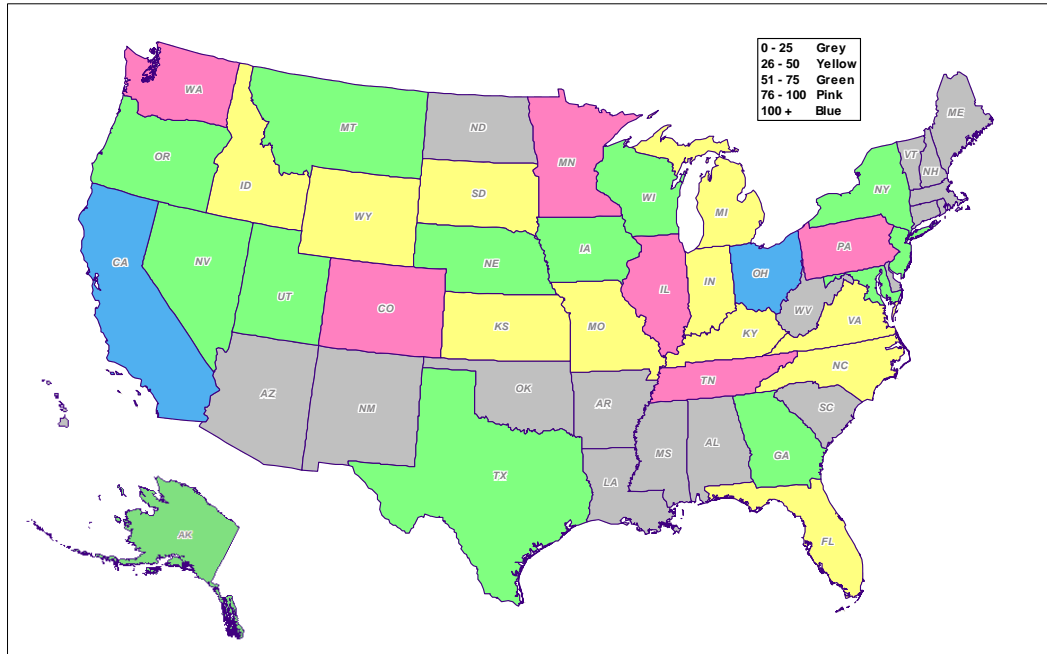 0 - 25 Grey
26 - 50 Yellow
51 - 75 Green
76 - 100 Pink
100 + Blue
WA
MT
ND
MN
ME
OR
ID
WY
SD
WI
MI
VT
NH
NY
CA
NV
UT
CO
NE
IA
IL
IN
OH
PA
KS
MO
KY
WV
VA
AZ
NM
OK
AR
TN
NC
SC
TX
LA
MS
AL
GA
FL
AK